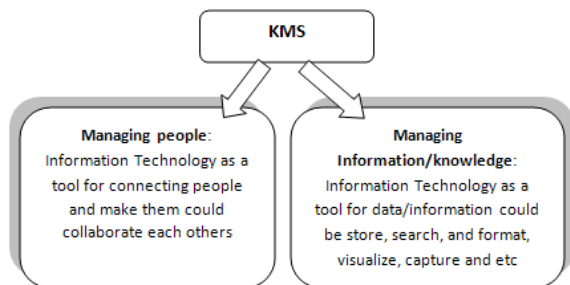 KMS
Managing people:
Information Technology as a
tool for connecting people
and make them could
collaborate each others
Managing
Information/knowledge:
Information Technology as a
tool for data/information could
be store, search, and format,
visualize, capture and etc